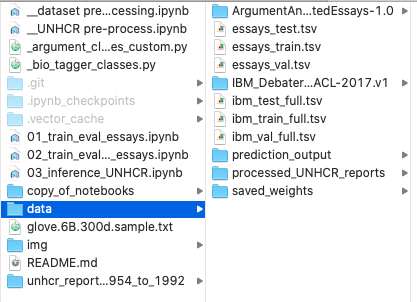 __dataset pre...cessing.ipynb
__UNHCR pre-process.ipynb
_argument_cl...es_custom.py
_bio_tagger_classes.py
.git
.ipynb_checkpoints
.vector_cache
01_train_eval_essays.ipynb
02_train_eval..._essays.ipynb
03_inference_UNHCR.ipynb
copy_of_notebooks
data
glove.6B.300d.sample.txt
img
README.md
unhcr_report...954_to_1992
ArgumentAn...tedEssays-1.0
essays_test.tsv
essays_train.tsv
essays_val.tsv
IBM_Debater...ACL-2017.v1
ibm_test_full.tsv
ibm_train_full.tsv
ibm_val_full.tsv
prediction_output
processed_UNHCR_reports
saved_weights